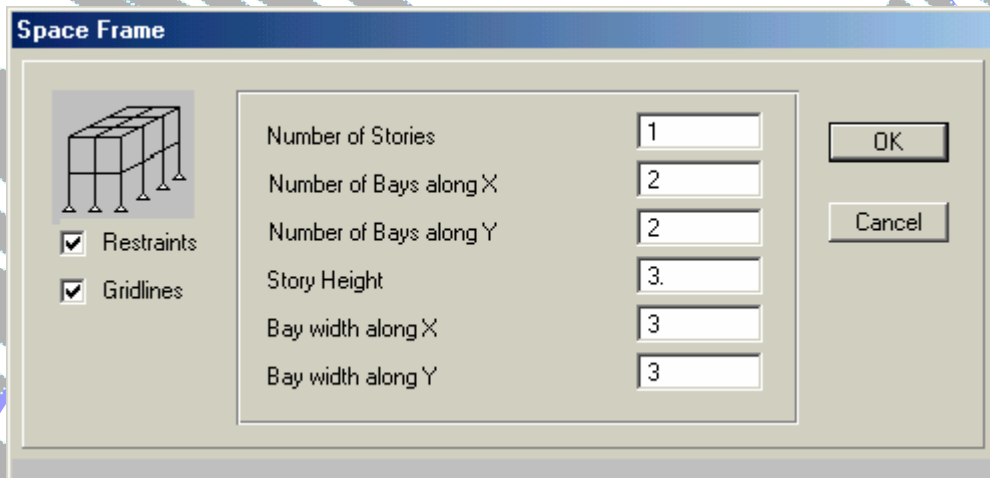 Space Frame
Number of Stories 1
Number of Bays along X 2
Number of Bays along Y 2
Story Height 3.
Bay width along X 3
Bay width along Y 3
Restraints
Gridlines
OK
Cancel